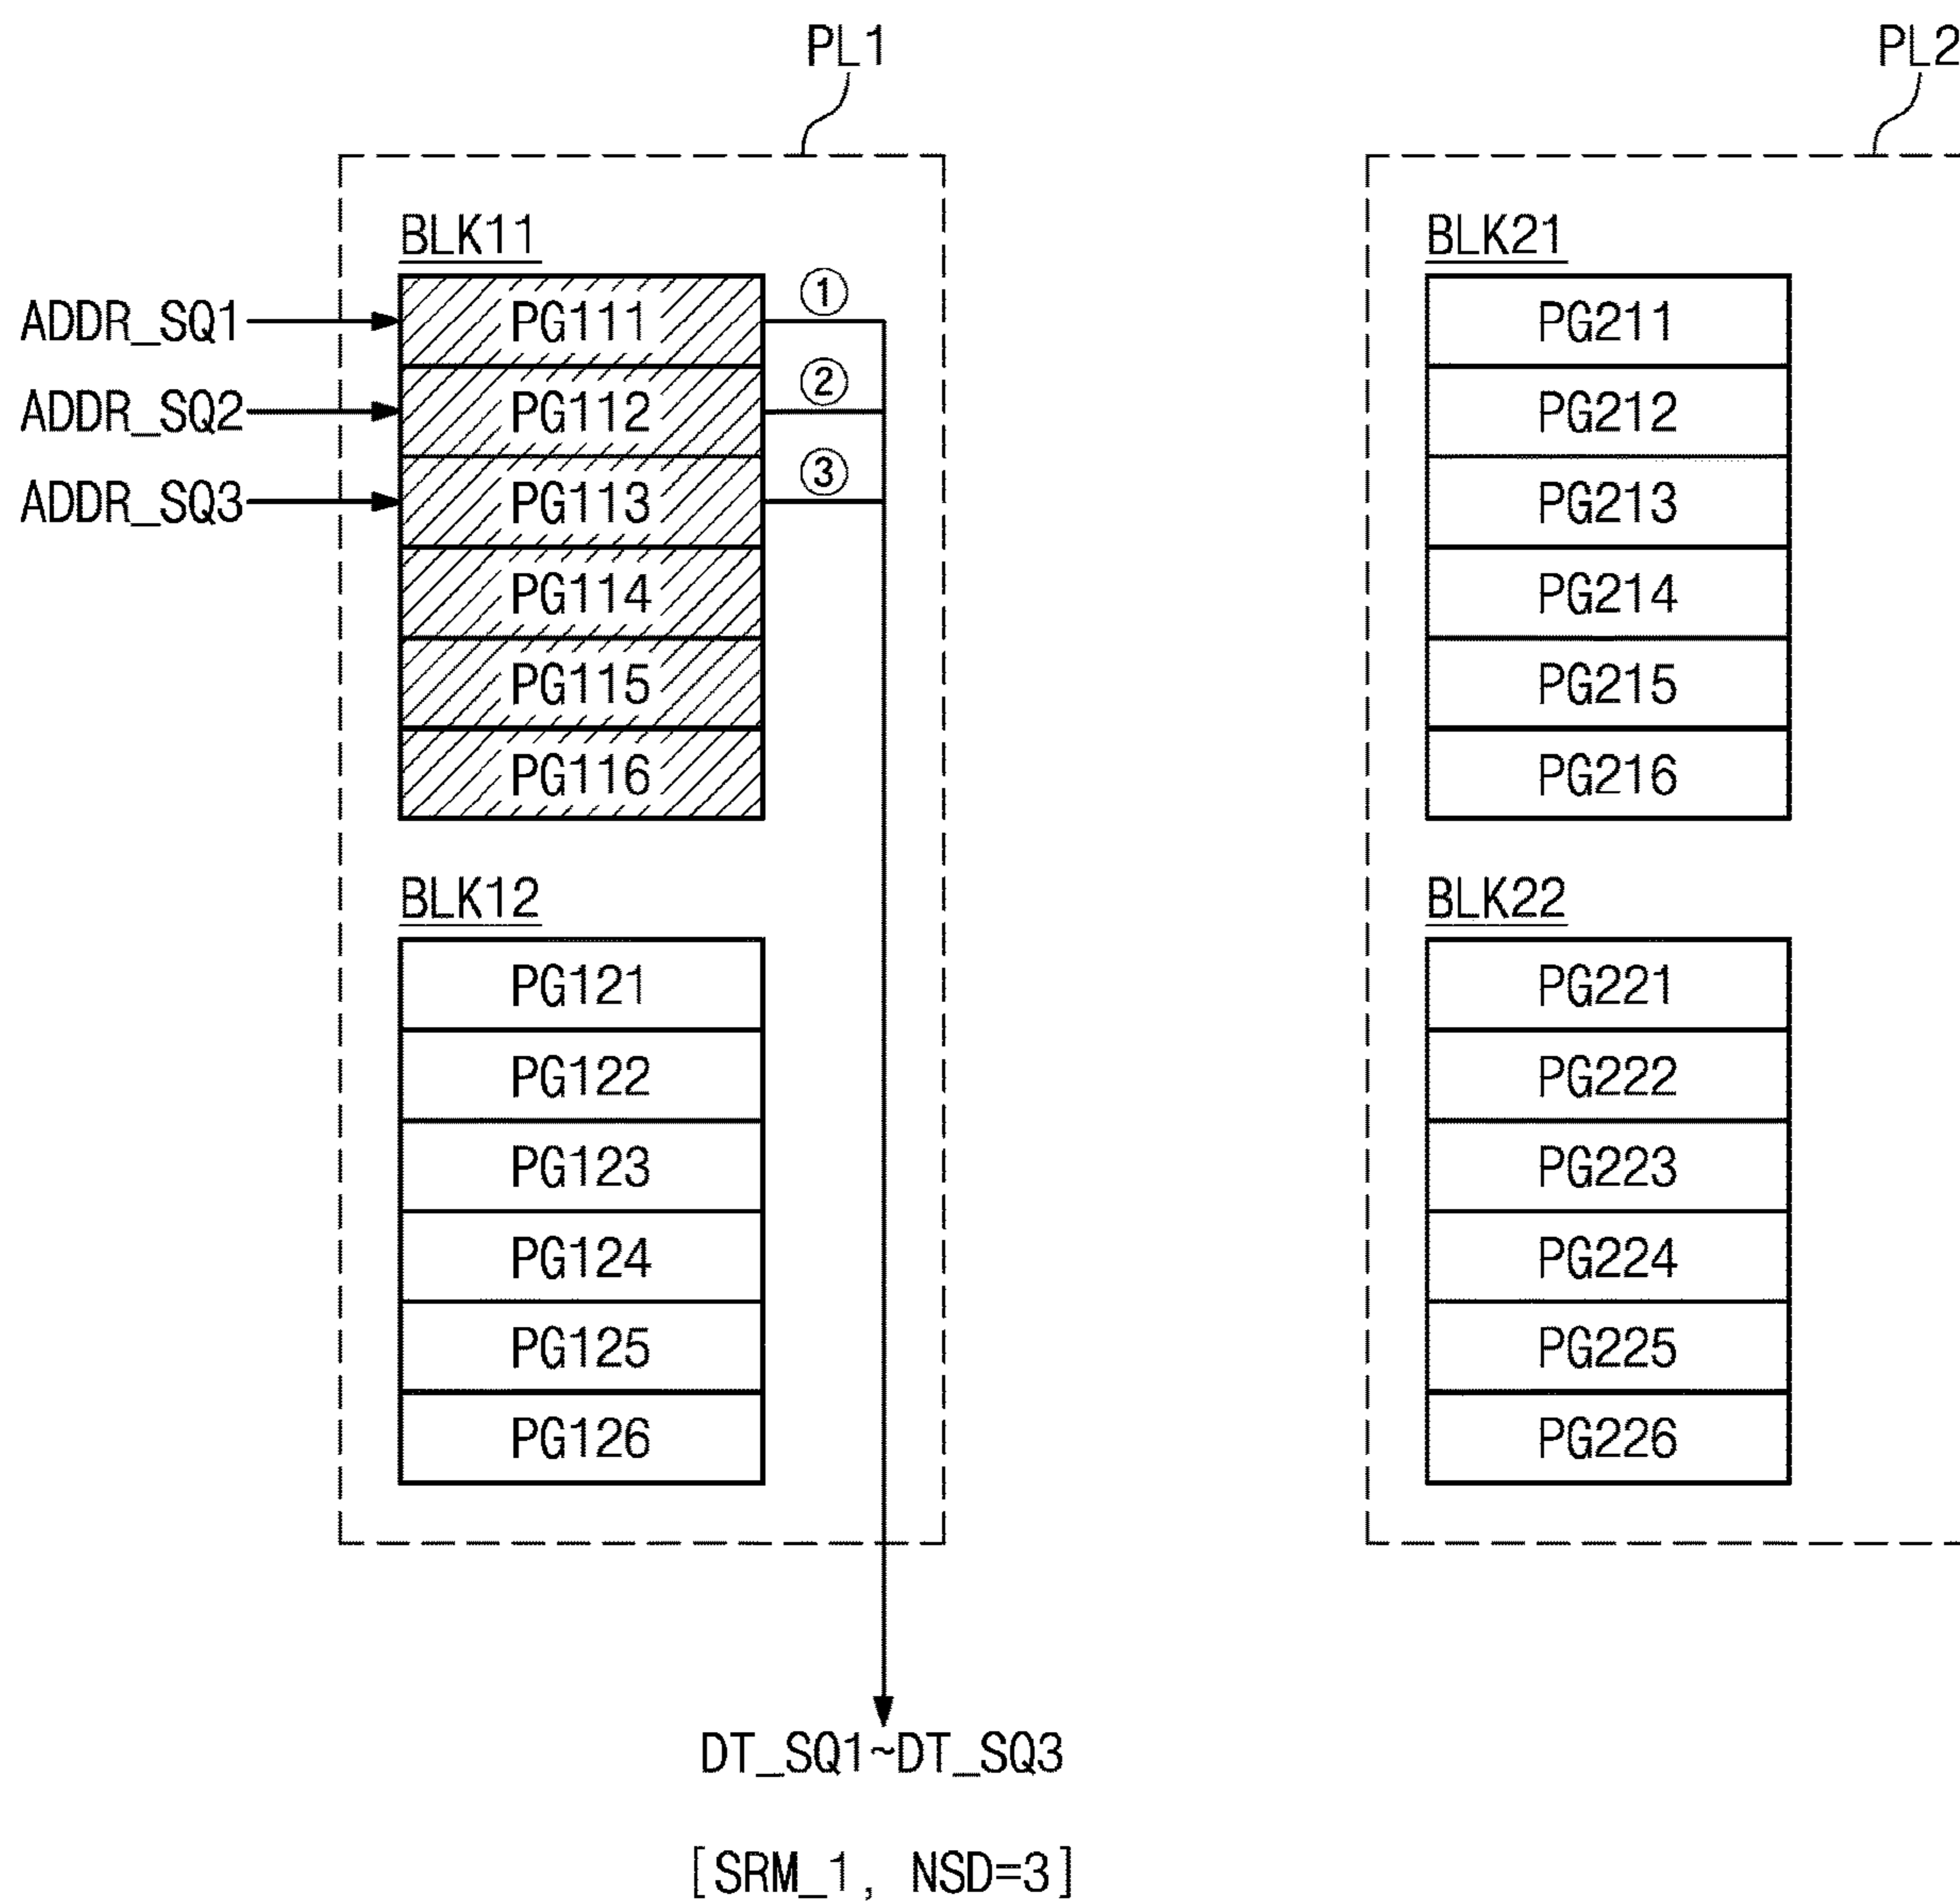 PL1
PL2
BLK11
ADDR_SQ1
PG111
①
ADDR_SQ2
PG112
②
ADDR_SQ3
PG113
③
PG114
PG115
PG116
BLK12
PG121
PG122
PG123
PG124
PG125
PG126
BLK21
PG211
PG212
PG213
PG214
PG215
PG216
BLK22
PG221
PG222
PG223
PG224
PG225
PG226
DT_SQ1~DT_SQ3
[SRM_1, NSD=3]